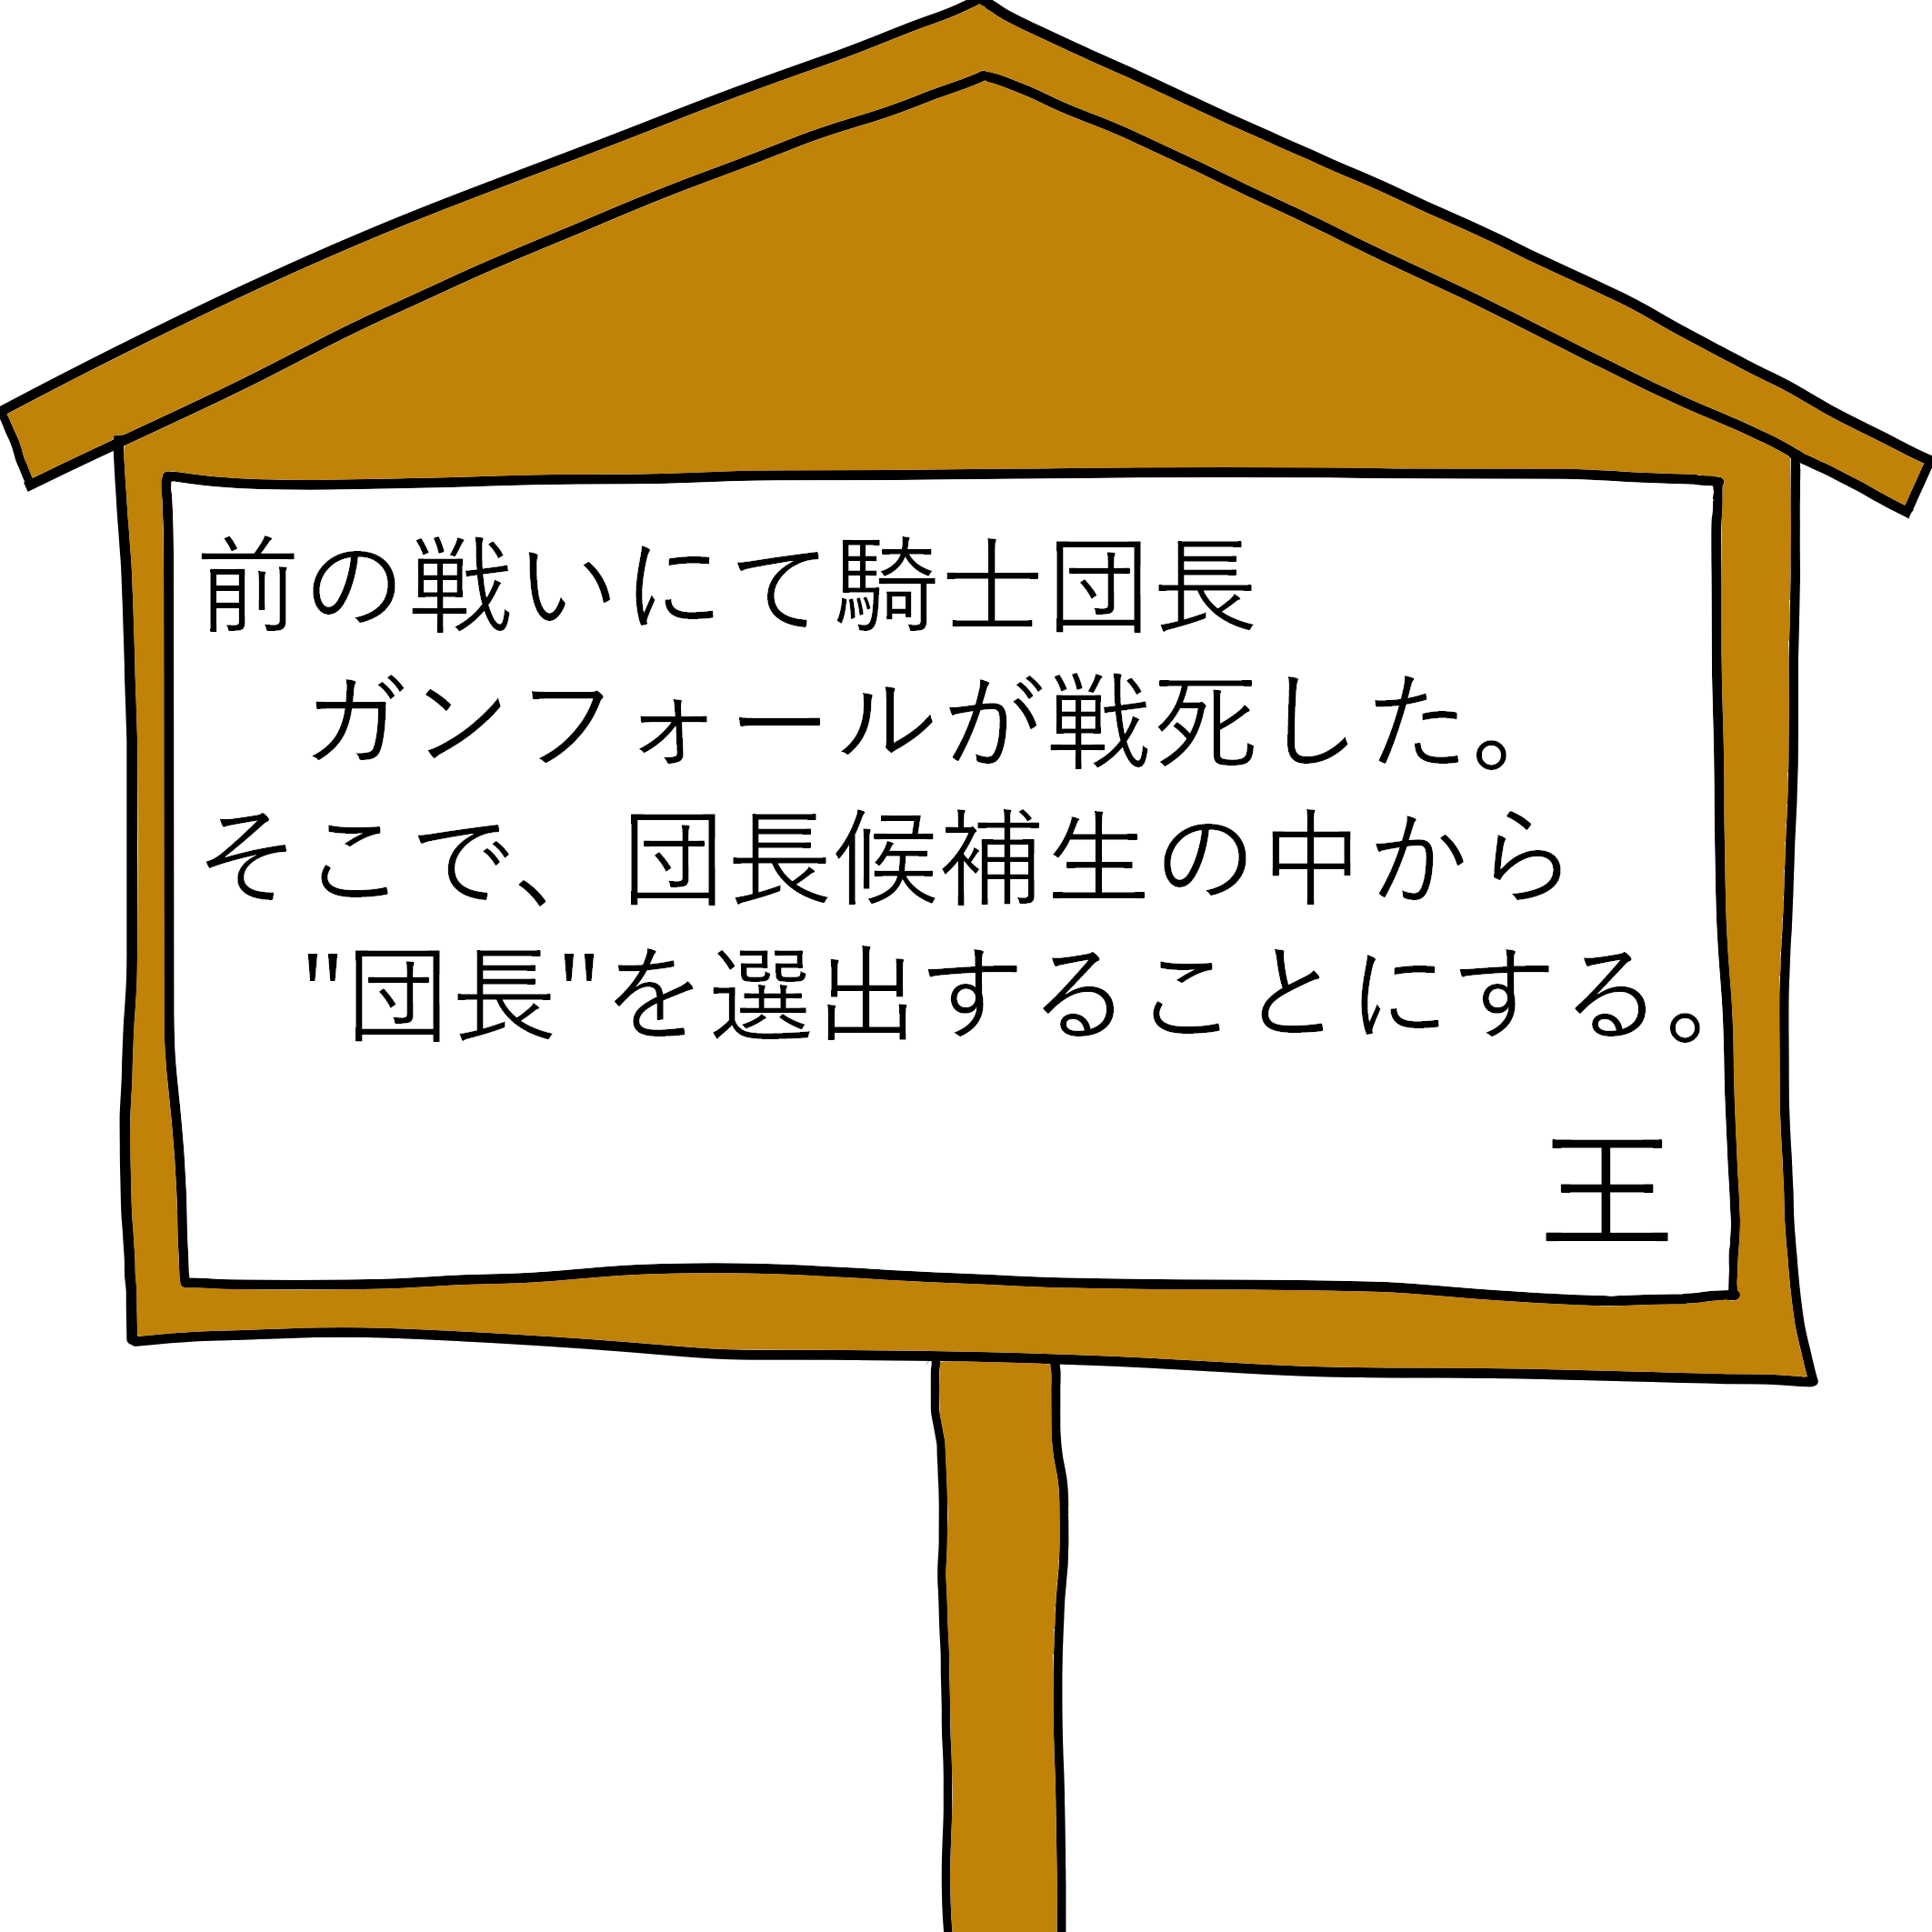 前の戦いにて騎士団長
ガンフォールが戦死した。
そこで、団長候補生の中から
"団長"を選出することにする。
王